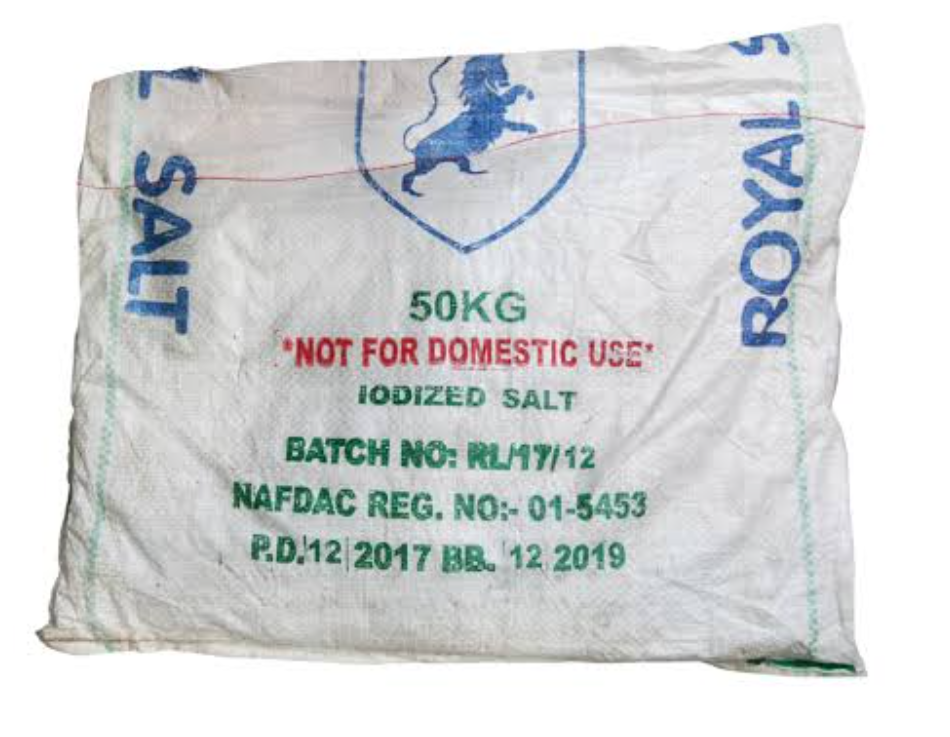 L SALT
ROYAL S
50KG
*NOT FOR DOMESTIC USE*
IODIZED SALT
BATCH NO: RL/17/12
NAFDAC REG. NO:- 01-5453
P.D. 12 2017 BB. 12 2019